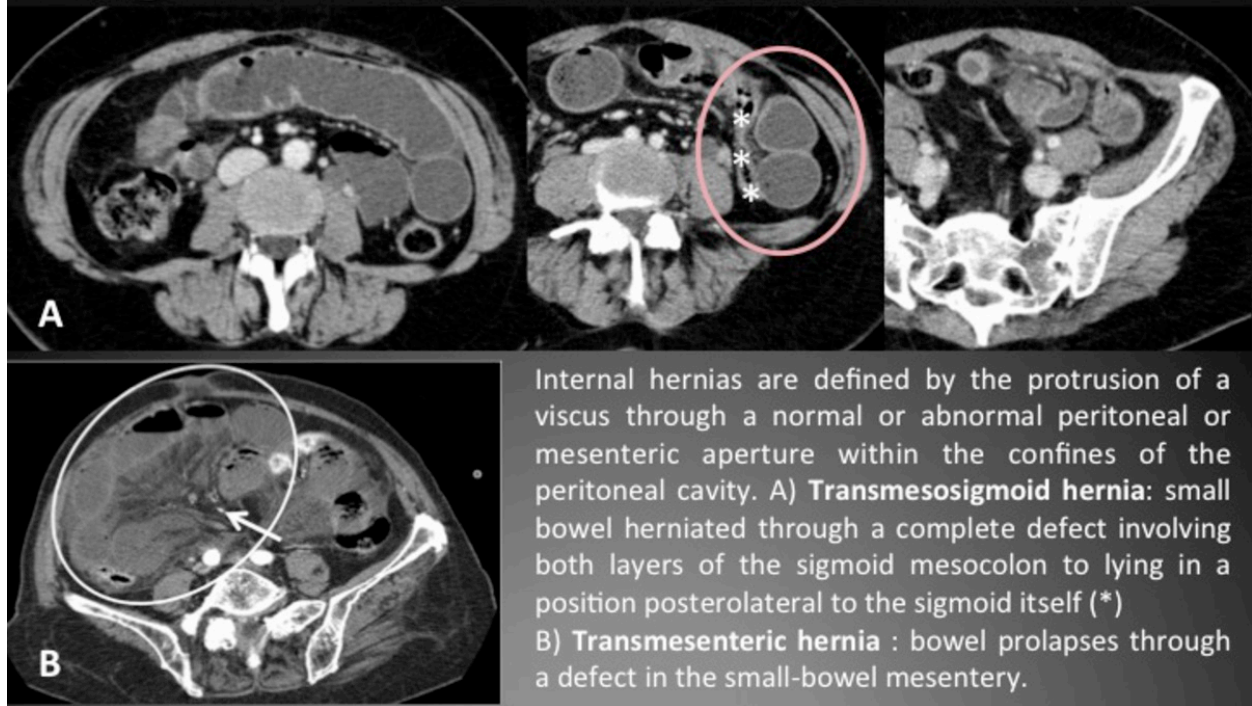 A
* 
*
*
Internal hernias are defined by the protrusion of a
viscus through a normal or abnormal peritoneal or
mesenteric aperture within the confines of the
peritoneal cavity. A) Transmesosigmoid hernia: small
bowel herniated through a complete defect involving
both layers of the sigmoid mesocolon to lying in a
position posterolateral to the sigmoid itself (*)
B) Transmesenteric hernia : bowel prolapses through
a defect in the small-bowel mesentery.
B